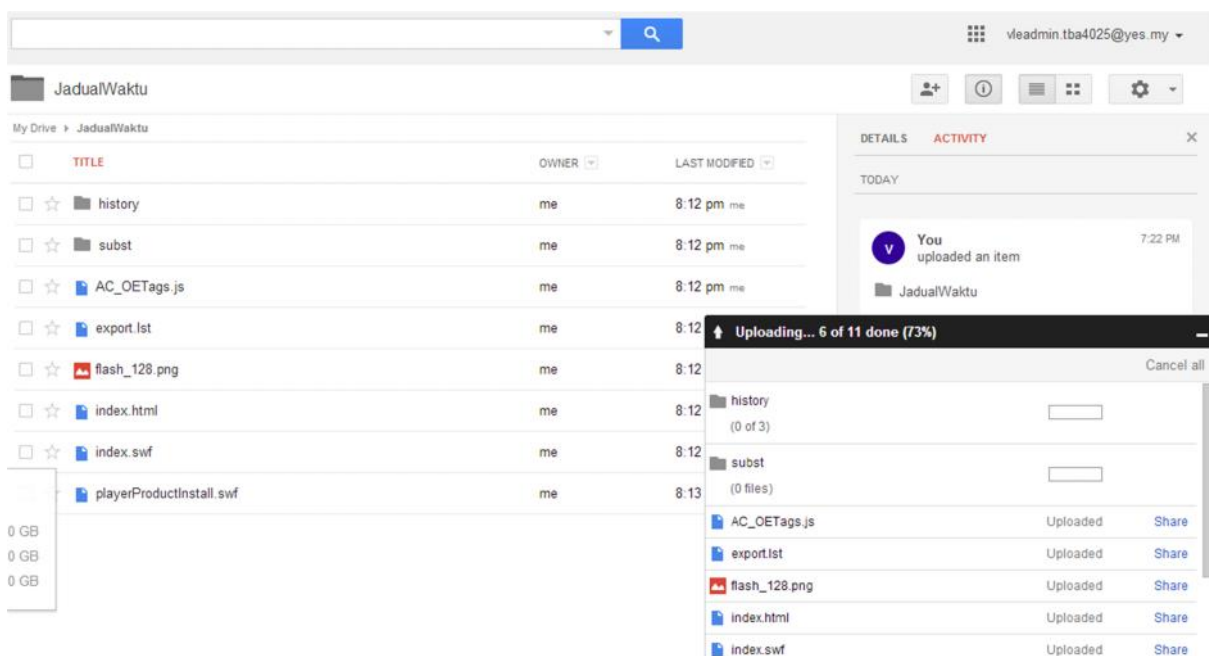 vleadmin.tba4025@yes.my
JadualWaktu
My Drive JadualWaktu
TITLE OWNER LAST MODIFIED
history me 8:12 pm me
subst me 8:12 pm me
AC_OETags.js me 8:12 pm me
export.lst me 8:12
flash_128.png me 8:12
index.html me 8:12
index.swf me 8:12
playerProductInstall.swf me 8:13
0 GB
0 GB
0 GB
DETAILS ACTIVITY
TODAY
V
You 7:22 PM
uploaded an item
JadualWaktu
Uploading... 6 of 11 done (73%)
Cancel all
history
(0 of 3)
subst
(0 files)
AC_OETags.js Uploaded Share
export.lst Uploaded Share
flash_128.png Uploaded Share
index.html Uploaded Share
index.swf Uploaded Share